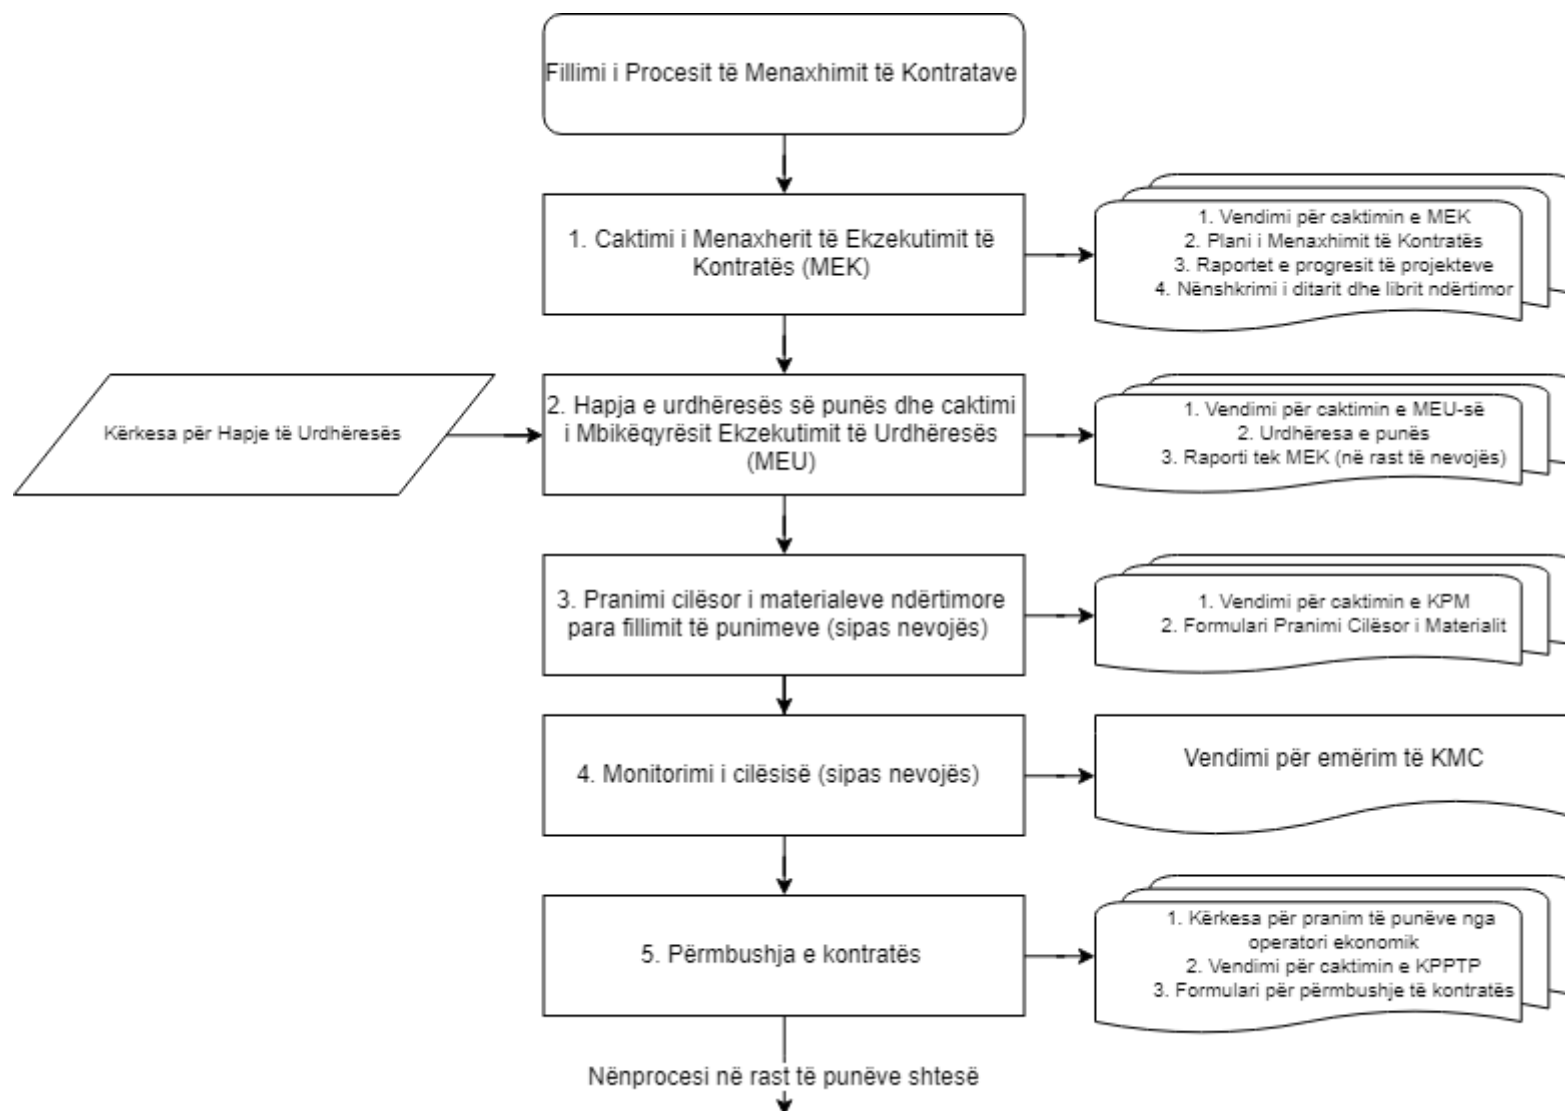 Fillimi i Procesit të Menaxhimit të Kontratave
1. Caktimi i Menaxherit të Ekzekutimit të
Kontratës (MEK)
1. Vendimi për caktimin e MEK
2. Plani i Menaxhimit të Kontratës
3. Raportet e progresit të projekteve
4. Nënshkrimi i ditarit dhe librit ndërtimor
Kërkesa për Hapje të Urdhëresës
2. Hapja e urdhëresës së punës dhe caktimi
i Mbikëqyrësit Ekzekutimit të Urdhëresës
(MEU)
1. Vendimi për caktimin e MEU-së
2. Urdhëresa e punës
3. Raporti tek MEK (në rast të nevojës)
3. Pranimi cilësor i materialeve ndërtimore
para fillimit të punimeve (sipas nevojës)
1. Vendimi për caktimin e KPM
2. Formulari Pranimi Cilësor i Materialit
4. Monitorimi i cilësisë (sipas nevojës)
Vendimi për emërim të KMC
5. Përmbushja e kontratës
1. Kërkesa për pranim të punëve nga
operatori ekonomik
2. Vendimi për caktimin e KPPTP
3. Formulari për përmbushje të kontratës
Nënprocesi në rast të punëve shtesë